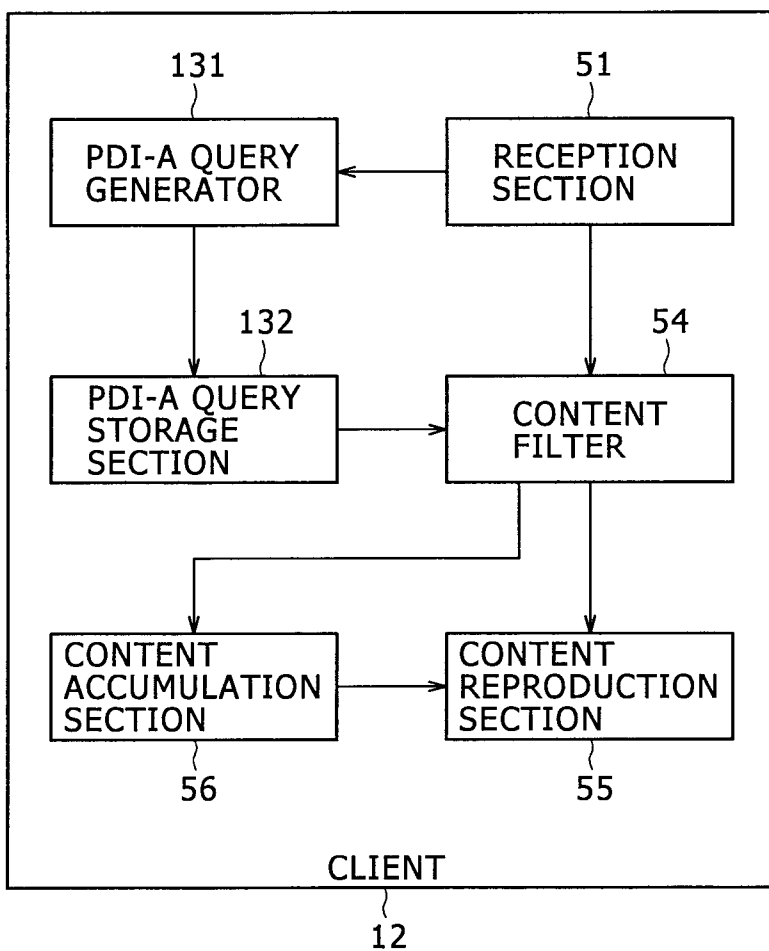 131
51
PDI-A QUERY
GENERATOR
RECEPTION
SECTION
132
54
PDI-A QUERY
STORAGE
SECTION
CONTENT
FILTER
CONTENT
ACCUMULATION
SECTION
CONTENT
REPRODUCTION
SECTION
56
55
CLIENT
12